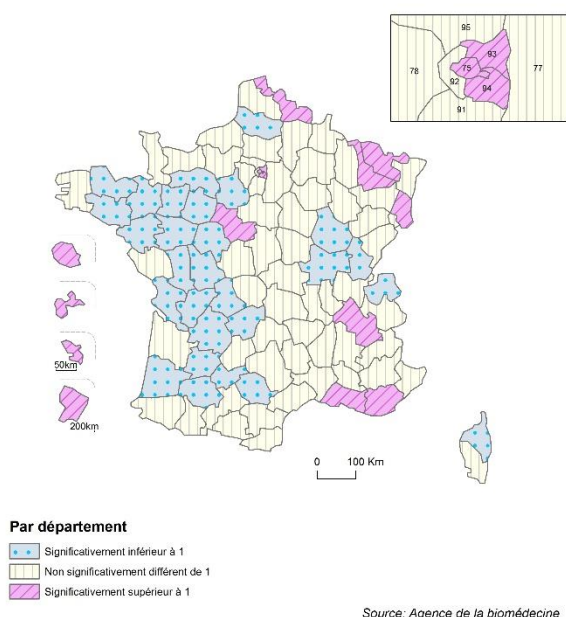 95
93
78
75
77
92
94
91
50km
200km
0 100 Km
Par département
Significativement inférieur à 1
Non significativement différent de 1
Significativement supérieur à 1
Source: Agence de la biomédecine